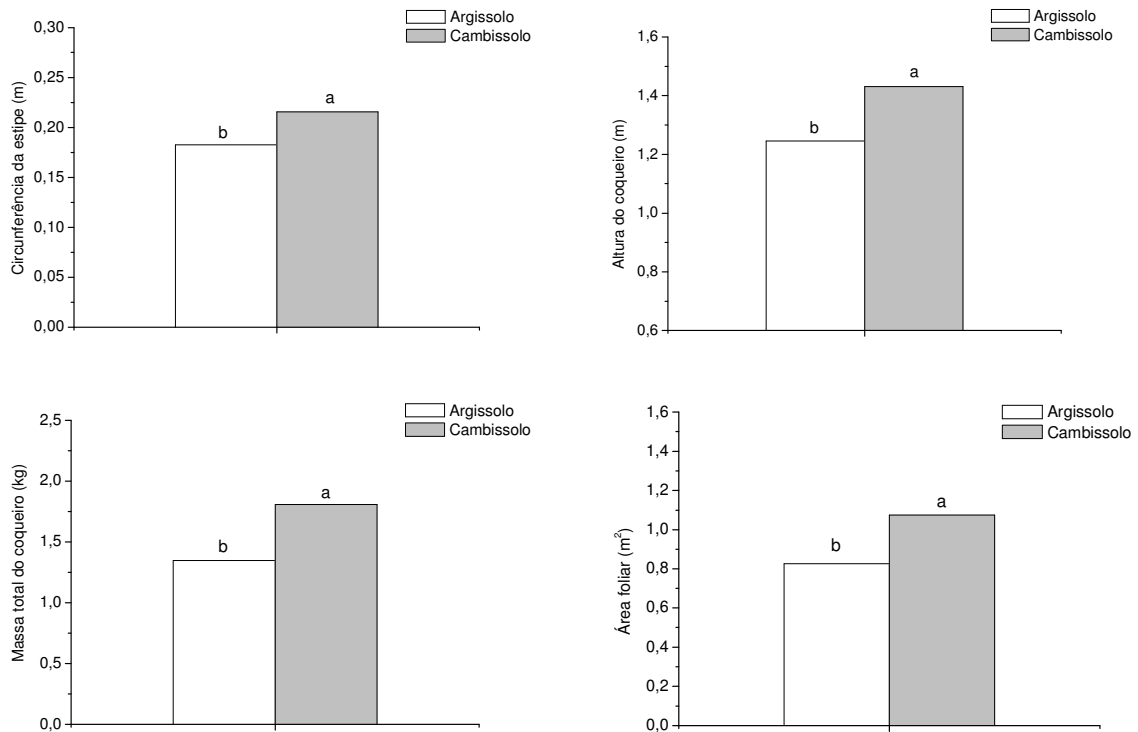 Argissolo
Cambissolo
Circunferência da estipe (m)
0,30
0,25
0,20
0,15
0,10
0,05
0,00
b
a
Argissolo
Cambissolo
Altura do coqueiro (m)
1,6
1,4
1,2
1,0
0,8
0,6
b
a
Argissolo
Cambissolo
Massa total do coqueiro (kg)
2,5
2,0
1,5
1,0
0,5
0,0
b
a
Argissolo
Cambissolo
Área foliar (m²)
1,6
1,4
1,2
1,0
0,8
0,6
0,4
0,2
0,0
b
a